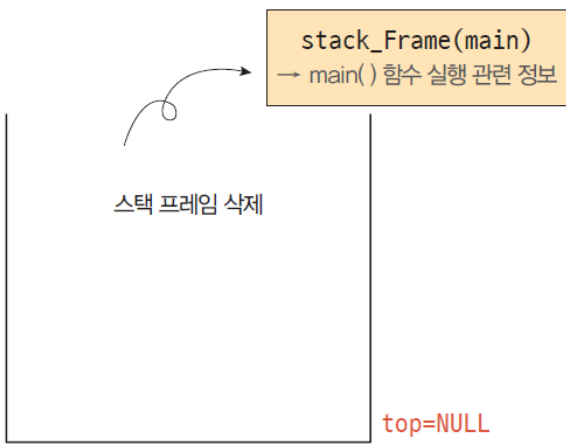 stack_Frame(main)
→ main( ) 함수 실행 관련 정보
스택 프레임 삭제
top=NULL